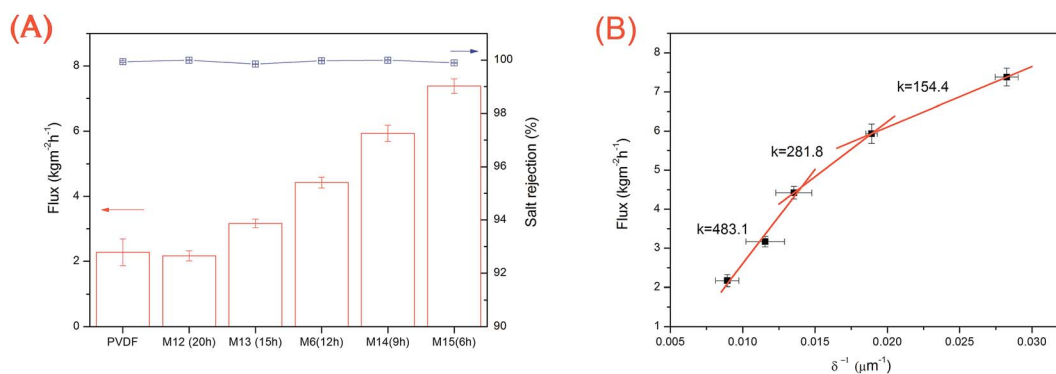 (A)
8
6
4
2
0
Flux (kgm⁻²h⁻¹)
100
98
96
94
92
90
Salt rejection (%)
PVDF M12 (20h) M13 (15h) M6(12h) M14(9h) M15(6h)
(B)
8
7
6
5
4
3
2
1
Flux (kgm⁻²h⁻¹)
k=154.4
k=281.8
k=483.1
0.005 0.010 0.015 0.020 0.025 0.030
δ⁻¹ (μm⁻¹)